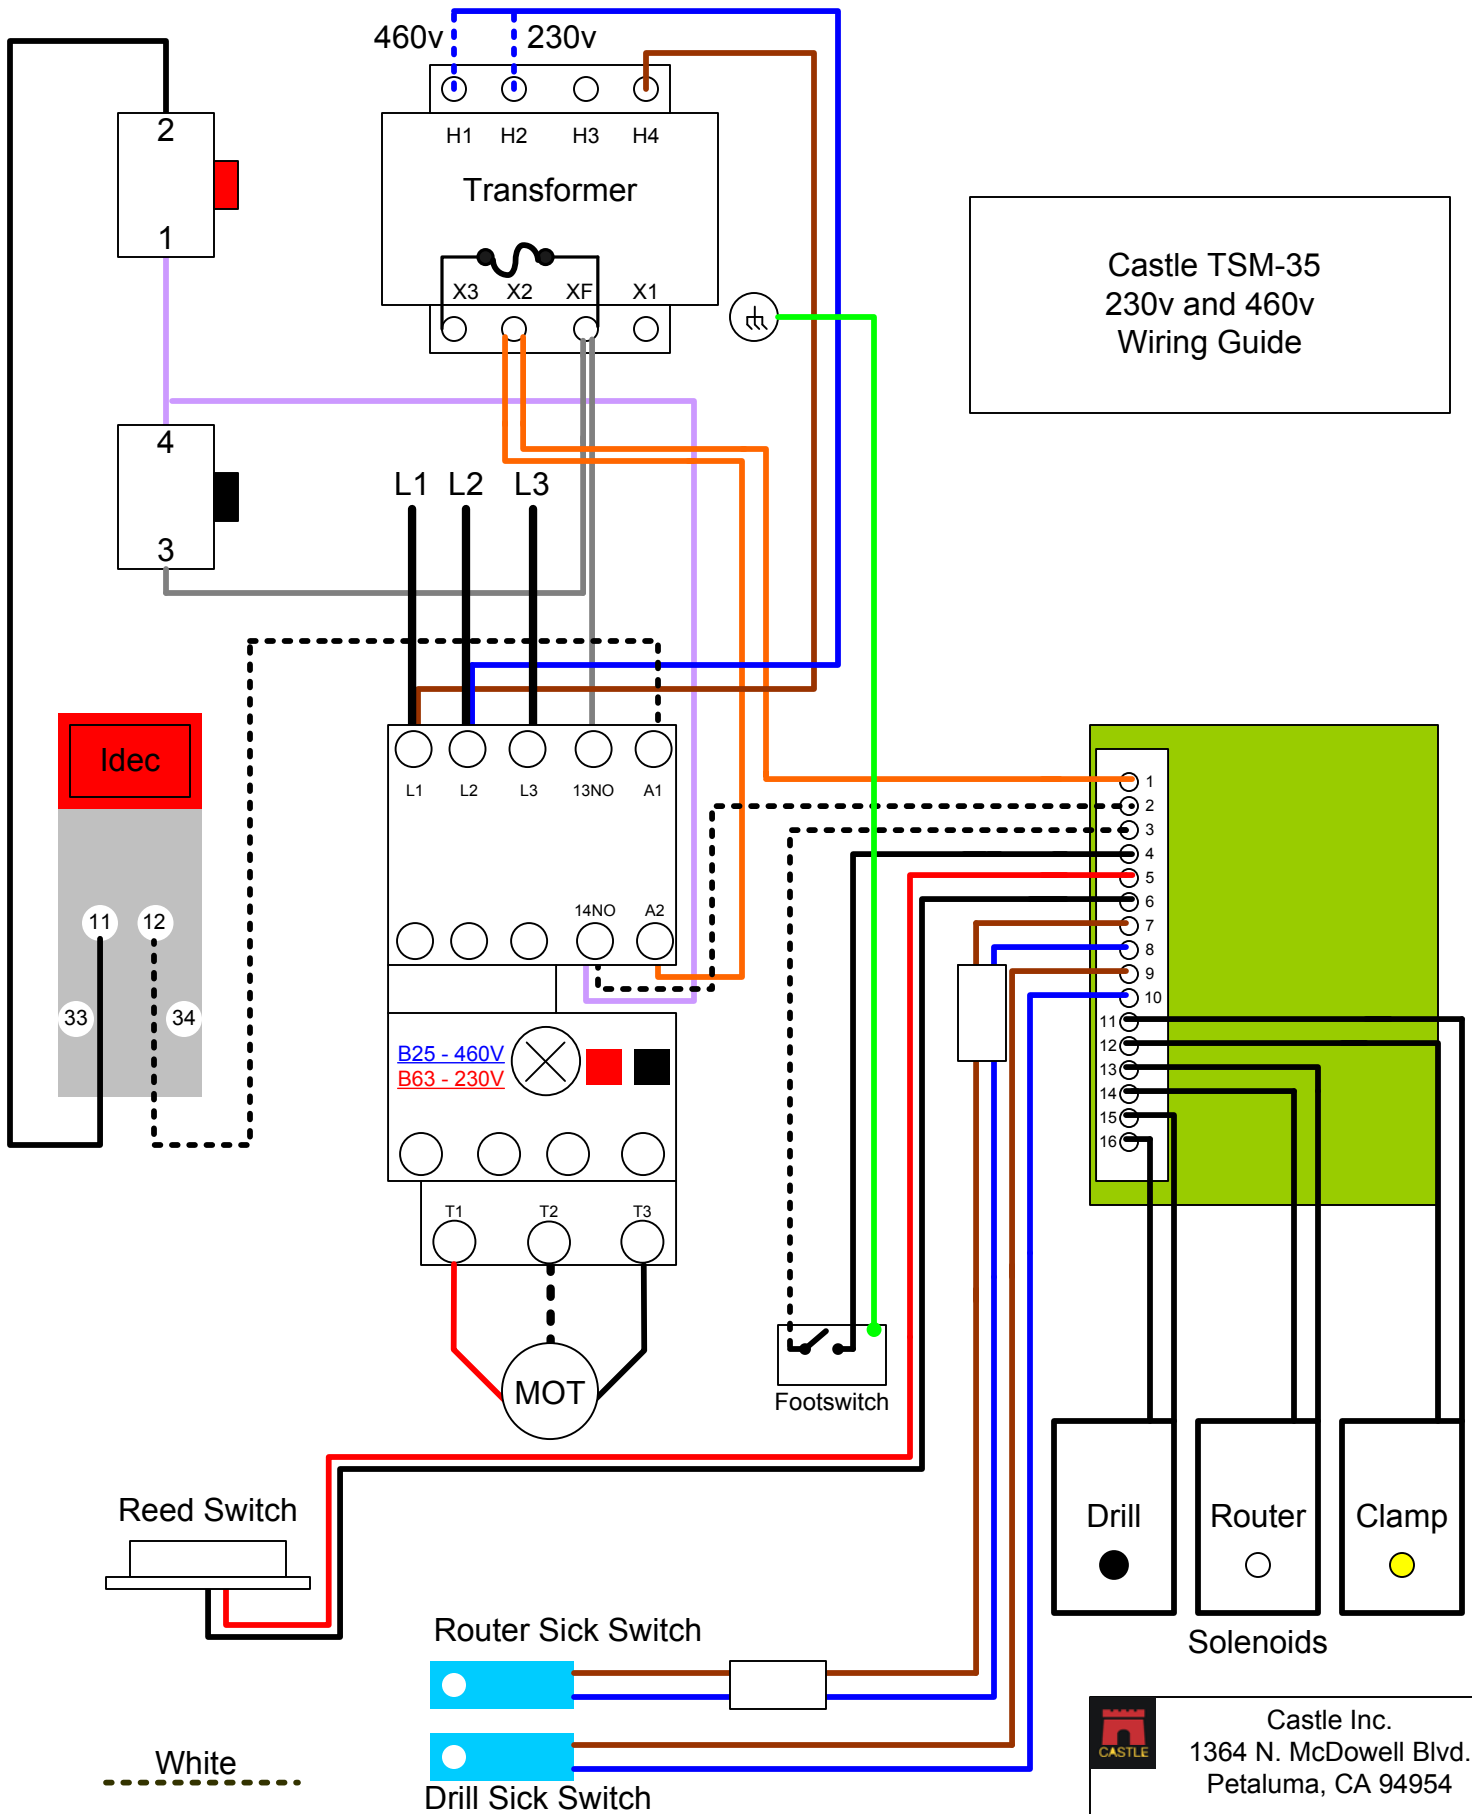 460v 230v
2
1
H1 H2 H3 H4
Transformer
X3 X2 XF X1
Castle TSM-35
230v and 460v
Wiring Guide
4
3
L1 L2 L3
Idec
11 12
33 34
L1 L2 L3 13NO A1
14NO A2
B25 - 460V
B63 - 230V
T1 T2 T3
MOT
1
2
3
4
5
6
7
8
9
10
11
12
13
14
15
16
Footswitch
Reed Switch
Drill Router Clamp
Solenoids
Router Sick Switch
Drill Sick Switch
White
CASTLE
Castle Inc.
1364 N. McDowell Blvd.
Petaluma, CA 94954